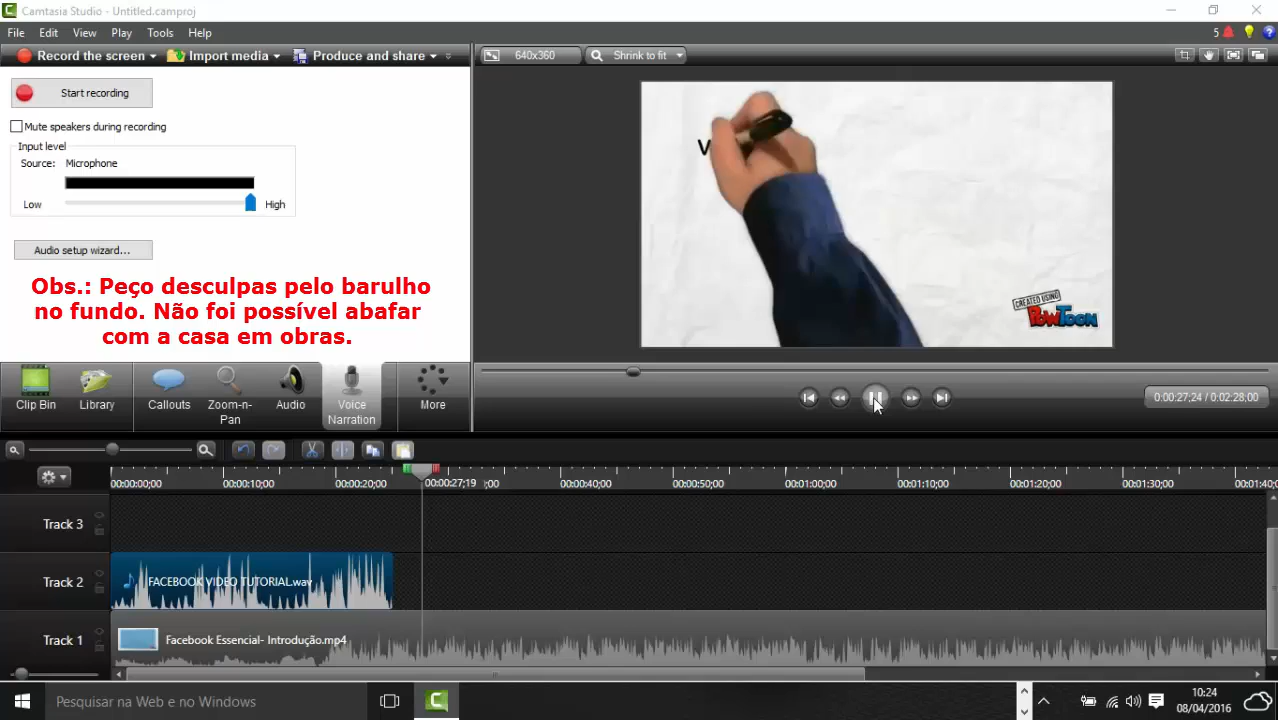 Camtasia Studio - Untitled.camproj
File Edit View Play Tools Help
5
Record the screen Import media Produce and share
640x360 Shrink to fit
Start recording
Mute speakers during recording
Input level
Source: Microphone
Low High
Audio setup wizard...
Obs.: Peço desculpas pelo barulho
no fundo. Não foi possível abafar
com a casa em obras.
V
CREATED USING
POWTOON
Clip Bin Library Callouts Zoom-n-Pan Audio Voice Narration More
0:00:27;24 / 0:02:28;00
00:00:00;00 00:00:10;00 00:00:20;00 00:00:27;19 ;00 00:00:40;00 00:00:50;00 00:01:00;00 00:01:10;00 00:01:20;00 00:01:30;00 00:01:40;0
Track 3
Track 2 FACEBOOK VIDEO TUTORIAL.wav
Track 1 Facebook Essencial- Introdução.mp4
Pesquisar na Web e no Windows
10:24
08/04/2016